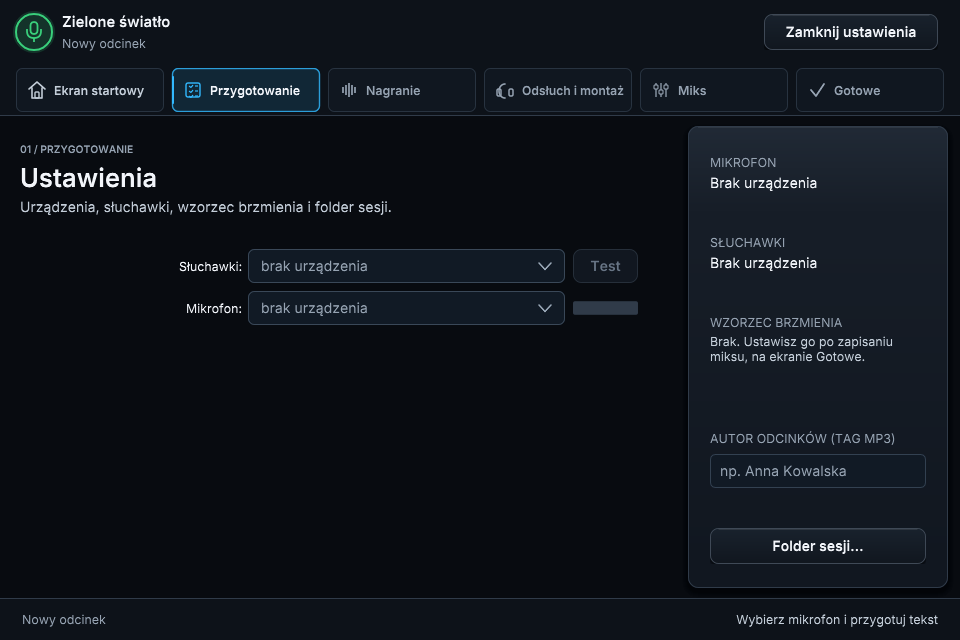 Zielone światło
Nowy odcinek
Zamknij ustawienia
Ekran startowy
Przygotowanie
Nagranie
Odsłuch i montaż
Miks
Gotowe
01 / PRZYGOTOWANIE
Ustawienia
Urządzenia, słuchawki, wzorzec brzmienia i folder sesji.
Słuchawki: brak urządzenia Test
Mikrofon: brak urządzenia
MIKROFON
Brak urządzenia
SŁUCHAWKI
Brak urządzenia
WZORZEC BRZMIENIA
Brak. Ustawisz go po zapisaniu
miksu, na ekranie Gotowe.
AUTOR ODCINKÓW (TAG MP3)
np. Anna Kowalska
Folder sesji...
Nowy odcinek
Wybierz mikrofon i przygotuj tekst